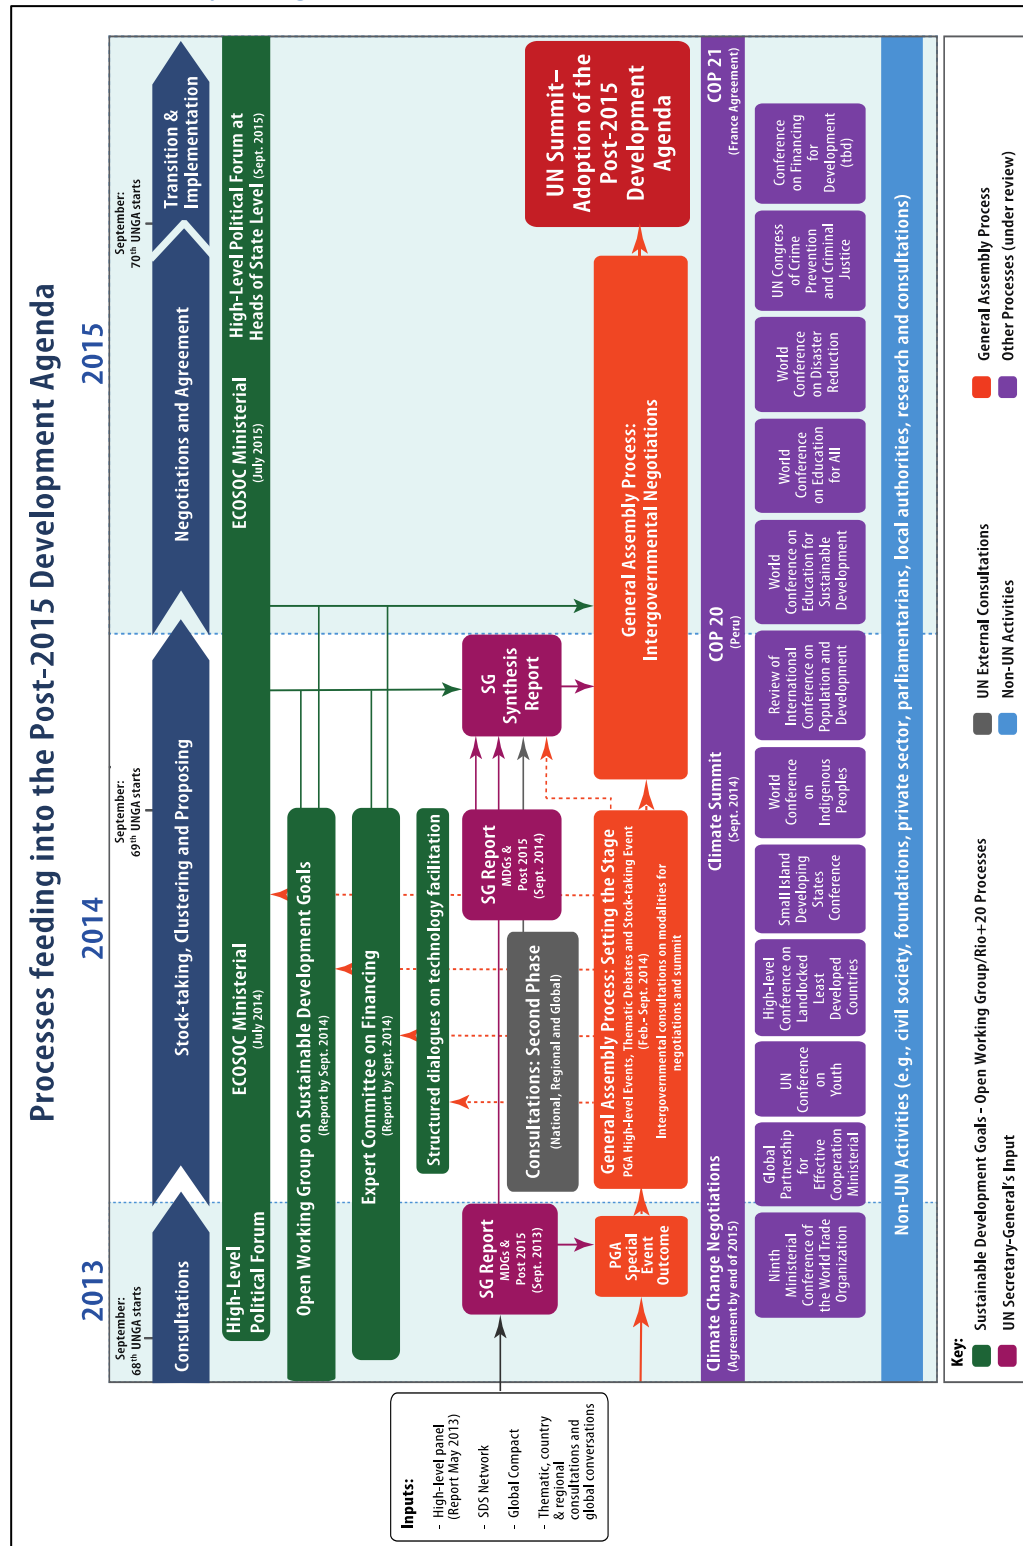 Processes feeding into the Post-2015 Development Agenda
2013
2014
2015
September:
68th UNGA starts
September:
69th UNGA starts
September:
70th UNGA starts
Consultations
Stock-taking, Clustering and Proposing
Negotiations and Agreement
Transition &
Implementation
High-Level
Political Forum
ECOSOC Ministerial
(July 2014)
ECOSOC Ministerial
(July 2015)
High-Level Political Forum at
Heads of State Level (Sept. 2015)
Open Working Group on Sustainable Development Goals
(Report by Sept. 2014)
Expert Committee on Financing
(Report by Sept. 2014)
Structured dialogues on technology facilitation
Inputs:
- High-level panel
(Report May 2013)
- SDS Network
- Global Compact
- Thematic, country
& regional
consultations and
global conversations
SG Report
MDGs &
Post 2015
(Sept. 2013)
SG Report
MDGs &
Post 2015
(Sept. 2014)
SG
Synthesis
Report
Consultations: Second Phase
(National, Regional and Global)
PGA
Special
Event
Outcome
General Assembly Process: Setting the Stage
PGA High-level Events, Thematic Debates and Stock-taking Event
(Feb.- Sept. 2014)
Intergovernmental consultations on modalities for
negotiations and summit
General Assembly Process:
Intergovernmental Negotiations
UN Summit–
Adoption of the
Post-2015
Development
Agenda
Climate Change Negotiations
(Agreement by end of 2015)
Climate Summit
(Sept. 2014)
COP 20
(Peru)
COP 21
(France Agreement)
Ninth
Ministerial
Conference of
the World Trade
Organization
Global
Partnership
for
Effective
Cooperation
Ministerial
UN
Conference
on
Youth
High-level
Conference on
Landlocked
Least
Developed
Countries
Small Island
Developing
States
Conference
World
Conference
on
Indigenous
Peoples
Review of
International
Conference on
Population and
Development
World
Conference on
Education for
Sustainable
Development
World
Conference
on Education
for All
World
Conference
on Disaster
Reduction
UN Congress
of Crime
Prevention
and Criminal
Justice
Conference
on Financing
for
Development
(tbd)
Non-UN Activities (e.g., civil society, foundations, private sector, parliamentarians, local authorities, research and consultations)
Key:
Sustainable Development Goals - Open Working Group/Rio+20 Processes
UN Secretary-General's Input
UN External Consultations
Non-UN Activities
General Assembly Process
Other Processes (under review)